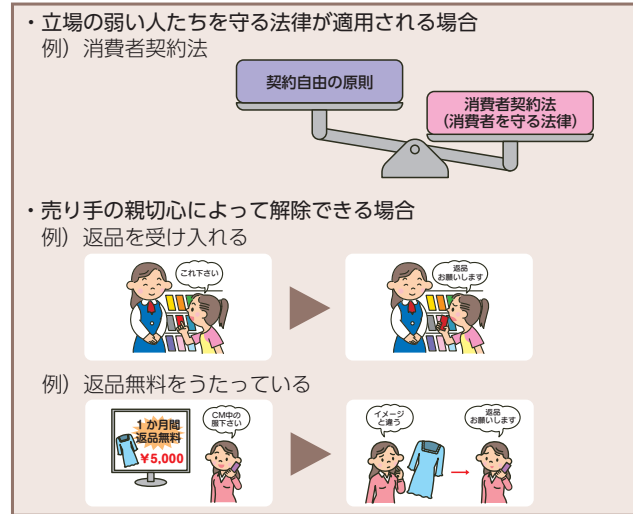 ・立場の弱い人たちを守る法律が適用される場合
例）消費者契約法
契約自由の原則
消費者契約法
（消費者を守る法律）
・売り手の親切心によって解除できる場合
例）返品を受け入れる
これ下さい
返品
お願いします
例）返品無料をうたっている
1か月間
返品無料
¥5,000
CM中の
服下さい
イメージ
と違う
返品
お願いします